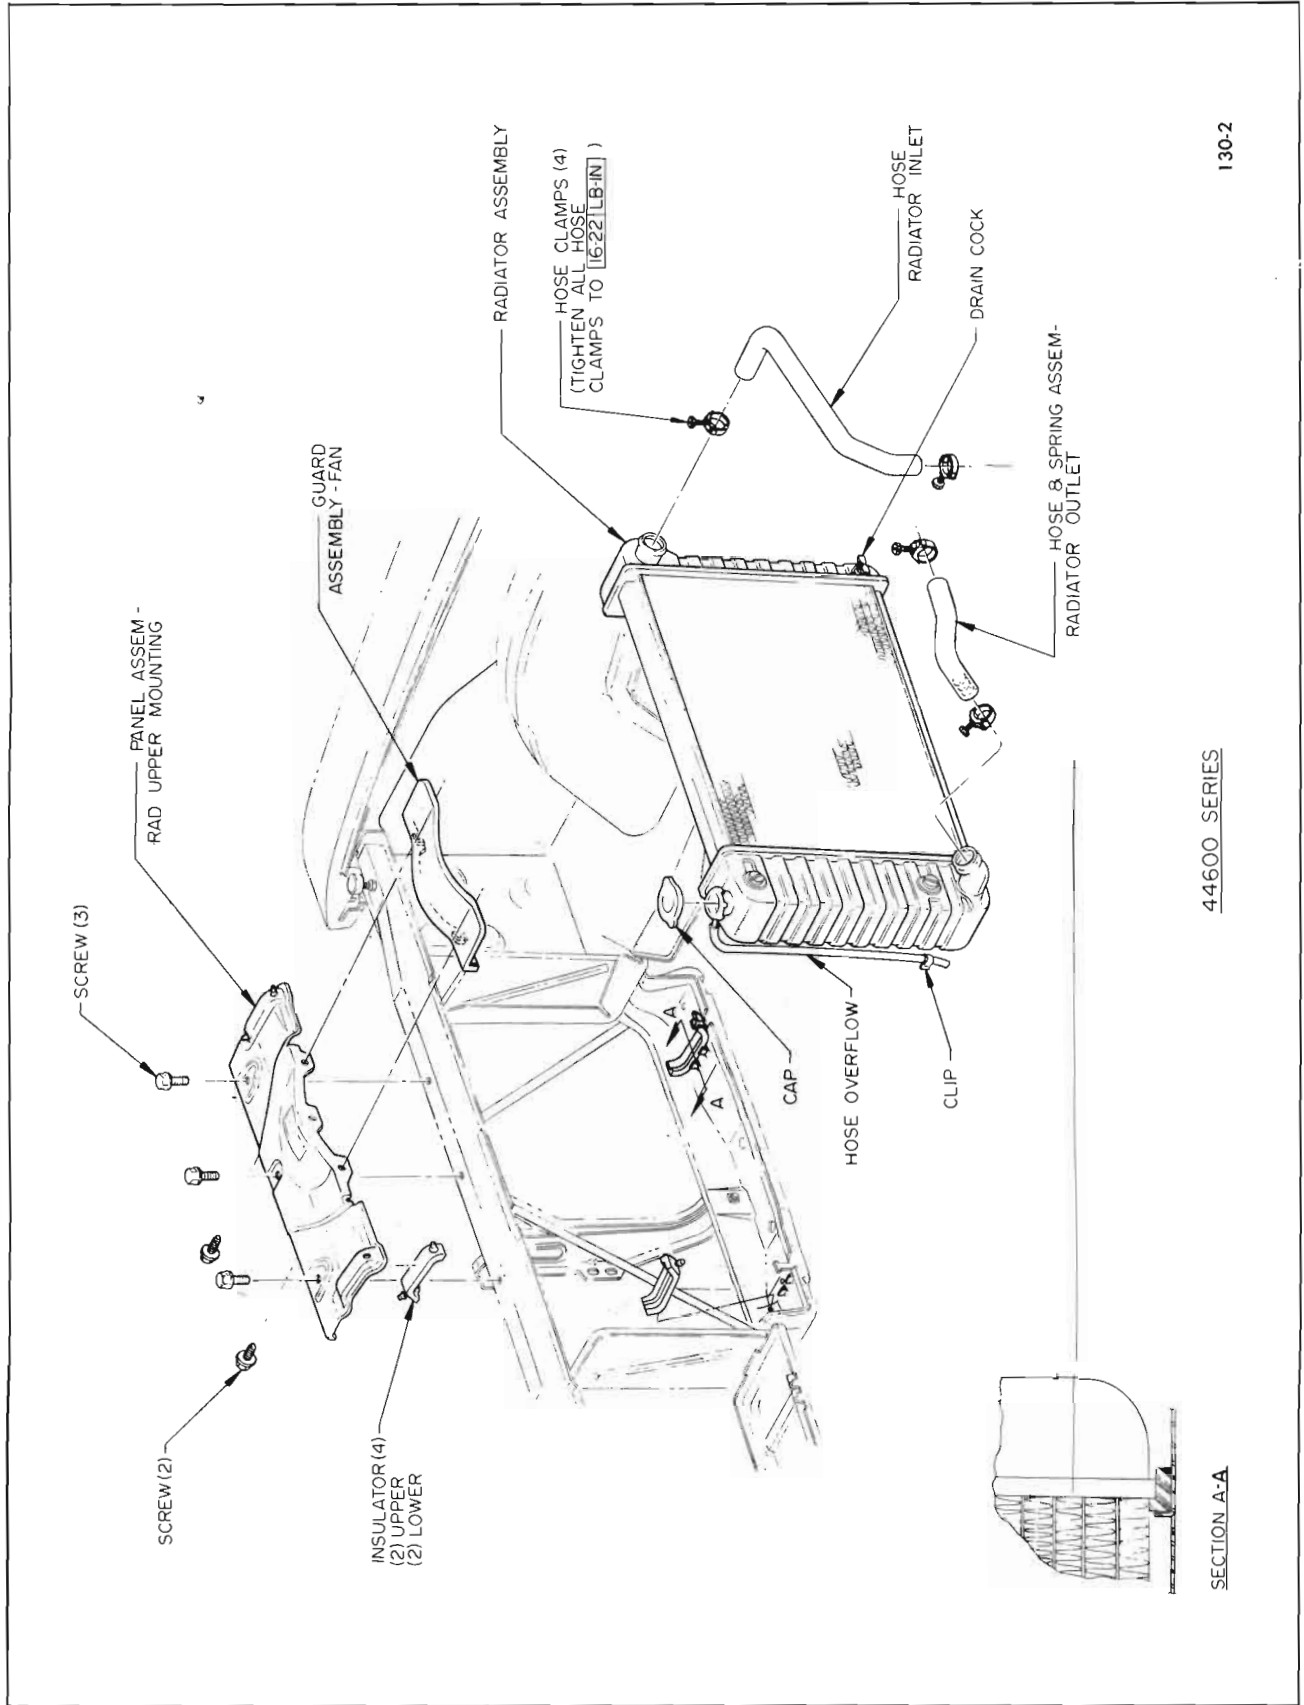 SCREW (3)
PANEL ASSEM -
RAD UPPER MOUNTING
GUARD
ASSEMBLY - FAN
RADIATOR ASSEMBLY
HOSE CLAMPS (4)
(TIGHTEN ALL HOSE
CLAMPS TO 16-22 LB-IN )
HOSE
RADIATOR INLET
DRAIN COCK
HOSE & SPRING ASSEM-
RADIATOR OUTLET
SCREW (2)
INSULATOR (4)
(2) UPPER
(2) LOWER
A
A
CAP
HOSE OVERFLOW
CLIP
SECTION A-A
44600 SERIES
130-2